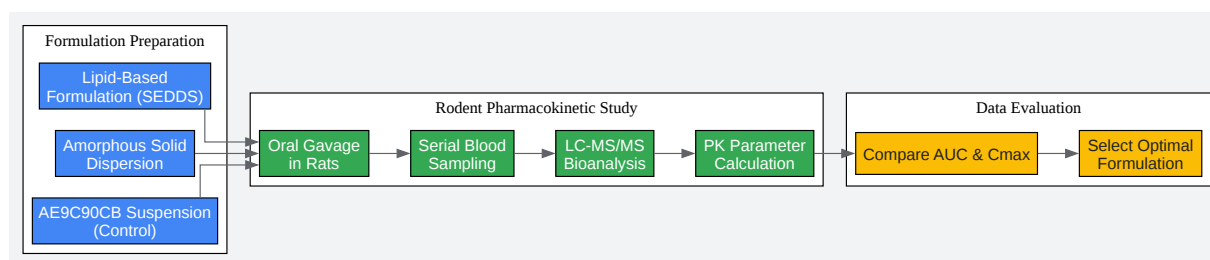 Formulation Preparation
Lipid-Based
Formulation (SEDDS)
Amorphous Solid
Dispersion
AE9C90CB Suspension
(Control)
Rodent Pharmacokinetic Study
Oral Gavage
in Rats
Serial Blood
Sampling
LC-MS/MS
Bioanalysis
PK Parameter
Calculation
Data Evaluation
Compare AUC & Cmax
Select Optimal
Formulation